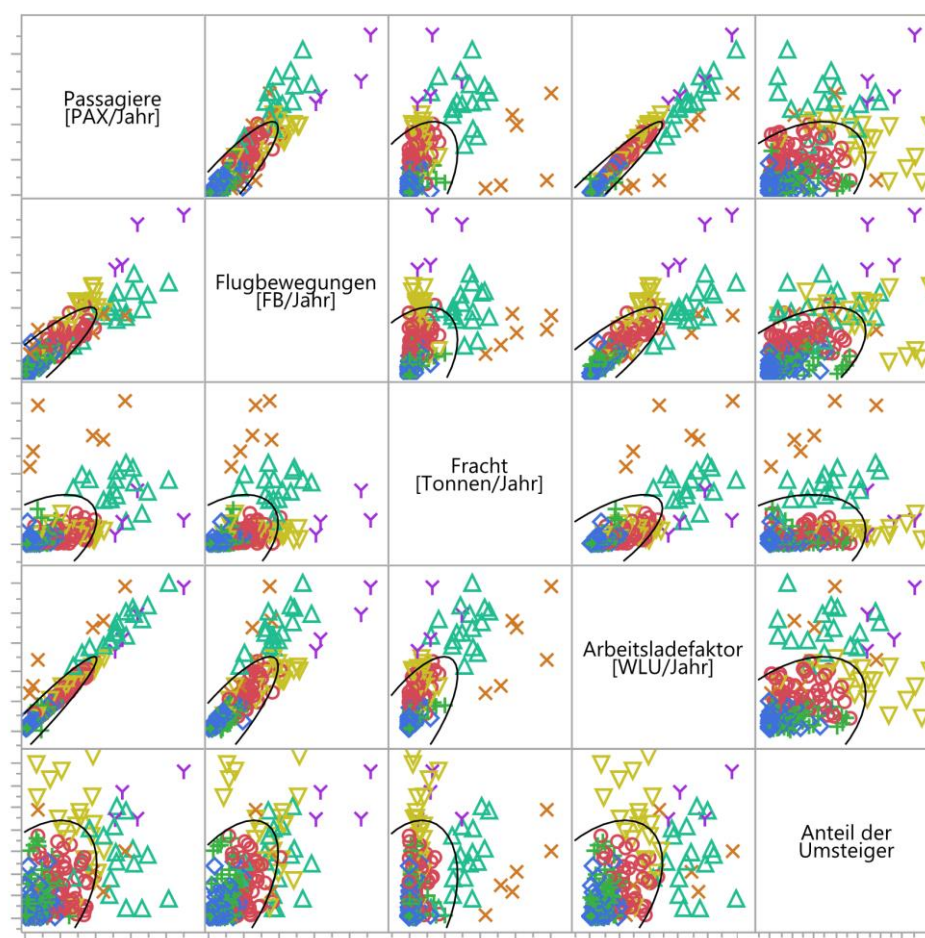 Passagiere
[PAX/Jahr]
Flugbewegungen
[FB/Jahr]
Fracht
[Tonnen/Jahr]
Arbeitsladefaktor
[WLU/Jahr]
Anteil der
Umsteiger